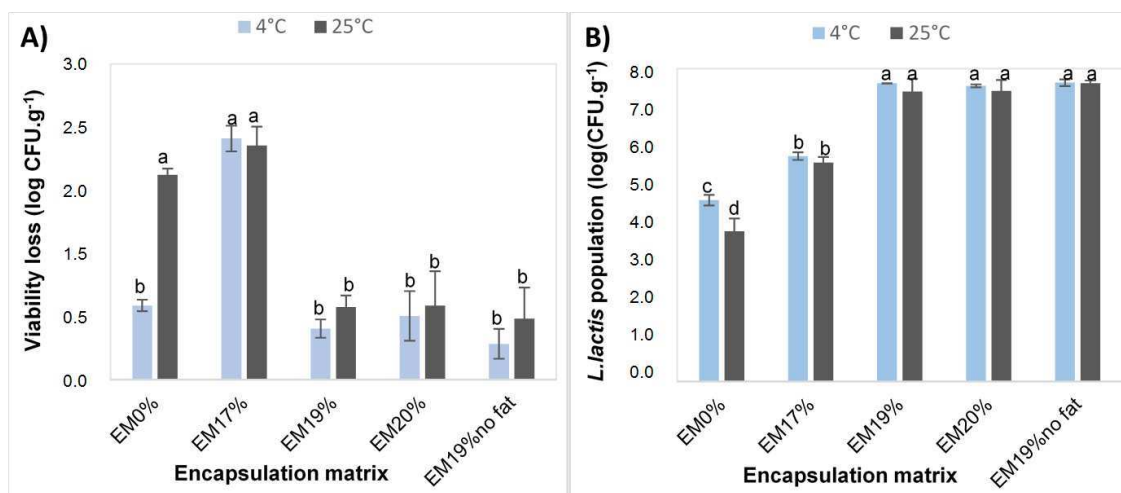 A)
4°C 25°C
Viability loss (log CFU.g-1)
3.0
2.5
2.0
1.5
0.5
0.0
b
a
a
a
b
b
b
b
b
b
EM0%
EM17%
EM19%
EM20%
EM19%no fat
Encapsulation matrix
B)
4°C 25°C
L.lactis population (log(CFU.g-1)
8.0
7.0
6.0
5.0
4.0
3.0
2.0
1.0
0.0
c
d
b
b
a
a
a
a
a
a
EM0%
EM17%
EM19%
EM20%
EM19%no fat
Encapsulation matrix